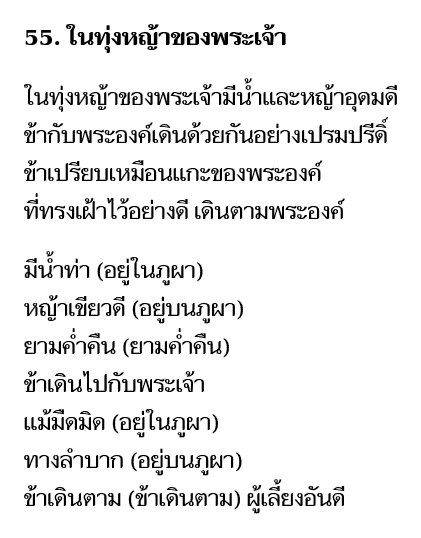 55. ในทุ่งหญ้าของพระเจ้า
ในทุ่งหญ้าของพระเจ้ามีน้ำและหญ้าอุดมดี
ข้ากับพระองค์เดินด้วยกันอย่างเปรมปรีดิ์
ข้าเปรียบเหมือนแกะของพระองค์
ที่ทรงเฝ้าไว้อย่างดี เดินตามพระองค์
มีน้ำท่า (อยู่ในภูผา)
หญ้าเขียวดี (อยู่บนภูผา)
ยามค่ำคืน (ยามค่ำคืน)
ข้าเดินไปกับพระเจ้า
แม้มืดมิด (อยู่ในภูผา)
ทางลำบาก (อยู่บนภูผา)
ข้าเดินตาม (ข้าเดินตาม) ผู้เลี้ยงอันดี